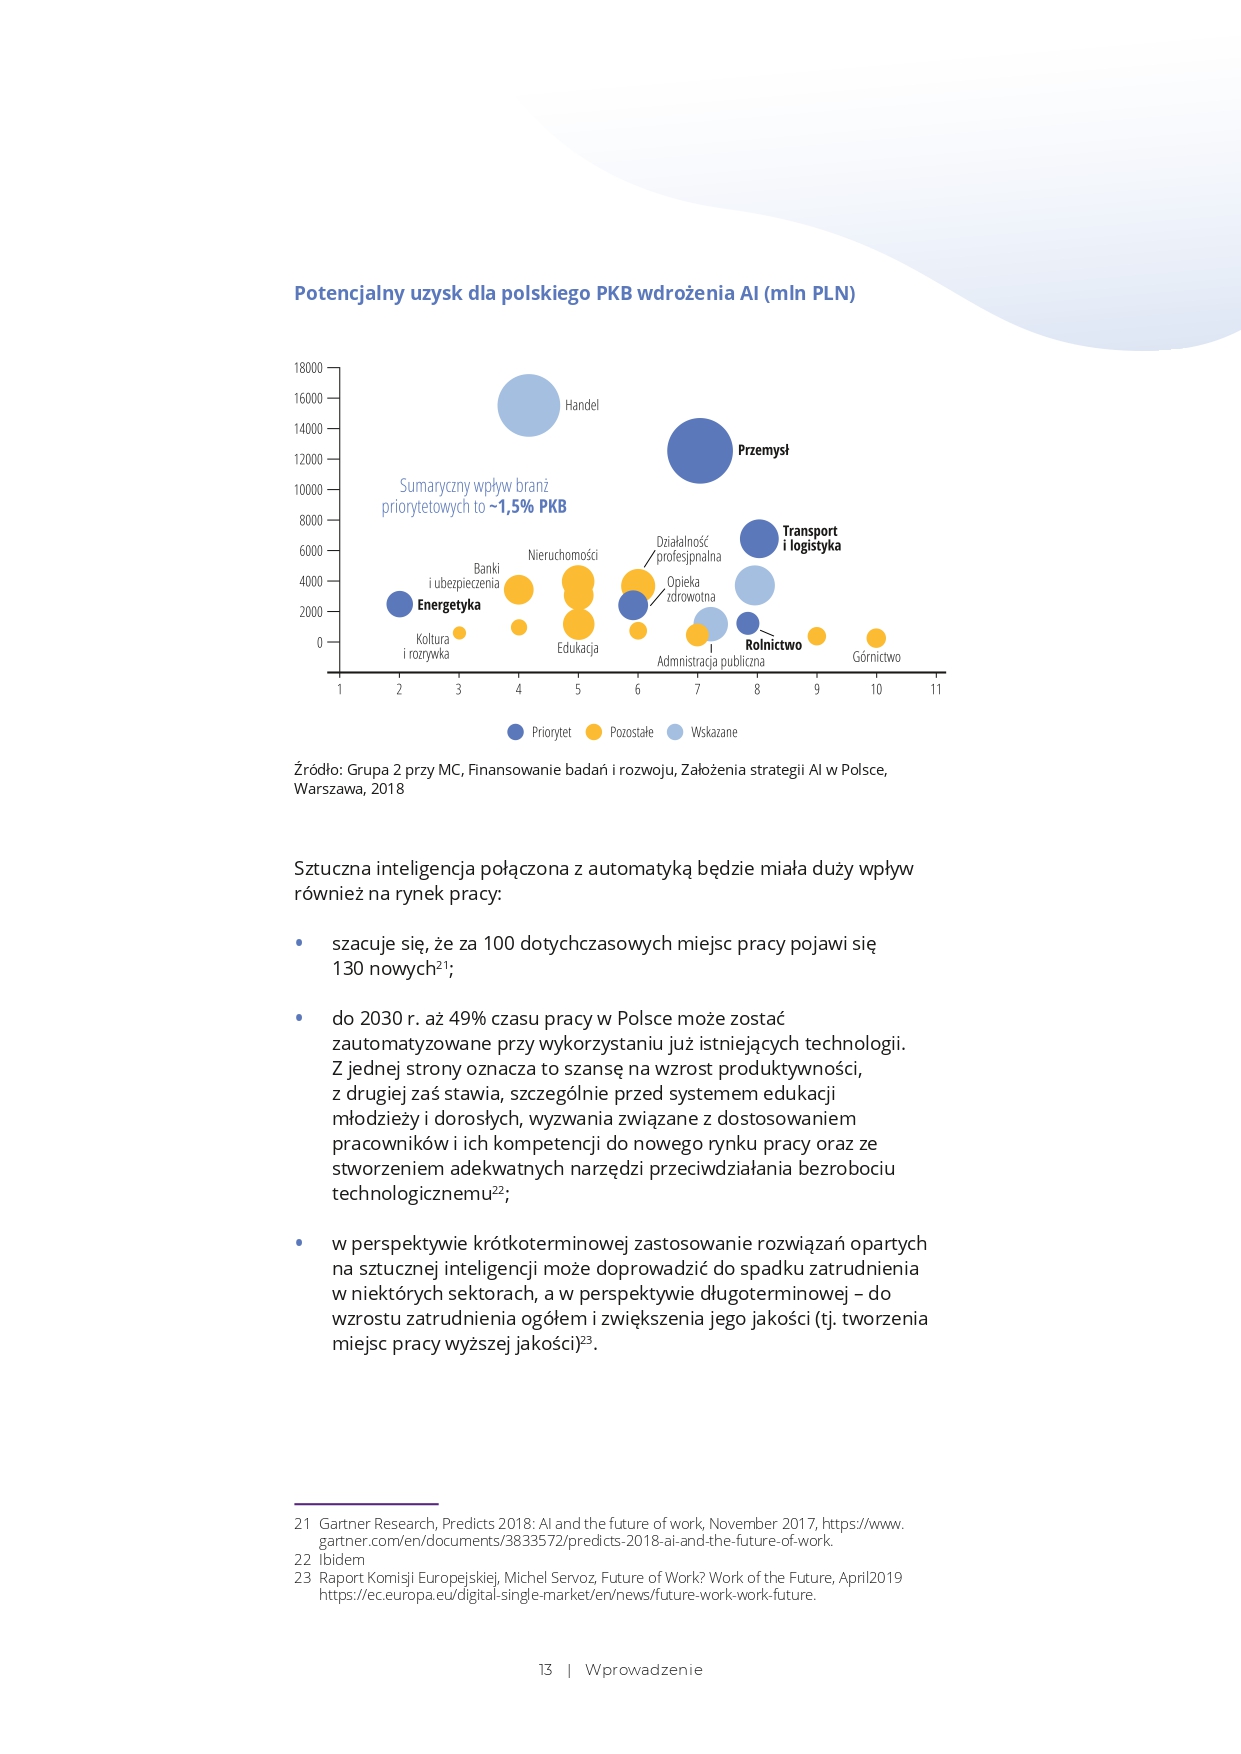 Potencjalny uzysk dla polskiego PKB wdrożenia AI (mln PLN)
18000
16000
14000
12000
10000
8000
6000
4000
2000
0
Handel
Przemysł
Sumaryczny wpływ branż
priorytetowych to ~1,5% PKB
Transport
i logistyka
Działalność
profesjpnalna
Nieruchomości
Banki
i ubezpieczenia
Opieka
zdrowotna
Energetyka
Koltura
i rozrywka
Edukacja
Rolnictwo
Admnistracja publiczna
Górnictwo
1 2 3 4 5 6 7 8 9 10 11
Priorytet Pozostałe Wskazane
Źródło: Grupa 2 przy MC, Finansowanie badań i rozwoju, Założenia strategii AI w Polsce,
Warszawa, 2018
Sztuczna inteligencja połączona z automatyką będzie miała duży wpływ
również na rynek pracy:
• szacuje się, że za 100 dotychczasowych miejsc pracy pojawi się
130 nowych21;
• do 2030 r. aż 49% czasu pracy w Polsce może zostać
zautomatyzowane przy wykorzystaniu już istniejących technologii.
Z jednej strony oznacza to szansę na wzrost produktywności,
z drugiej zaś stawia, szczególnie przed systemem edukacji
młodzieży i dorosłych, wyzwania związane z dostosowaniem
pracowników i ich kompetencji do nowego rynku pracy oraz ze
stworzeniem adekwatnych narzędzi przeciwdziałania bezrobociu
technologicznemu22;
• w perspektywie krótkoterminowej zastosowanie rozwiązań opartych
na sztucznej inteligencji może doprowadzić do spadku zatrudnienia
w niektórych sektorach, a w perspektywie długoterminowej – do
wzrostu zatrudnienia ogółem i zwiększenia jego jakości (tj. tworzenia
miejsc pracy wyższej jakości)23.
21 Gartner Research, Predicts 2018: AI and the future of work, November 2017, https://www.
gartner.com/en/documents/3833572/predicts-2018-ai-and-the-future-of-work.
22 Ibidem
23 Raport Komisji Europejskiej, Michel Servoz, Future of Work? Work of the Future, April2019
https://ec.europa.eu/digital-single-market/en/news/future-work-work-future.
13 | Wprowadzenie